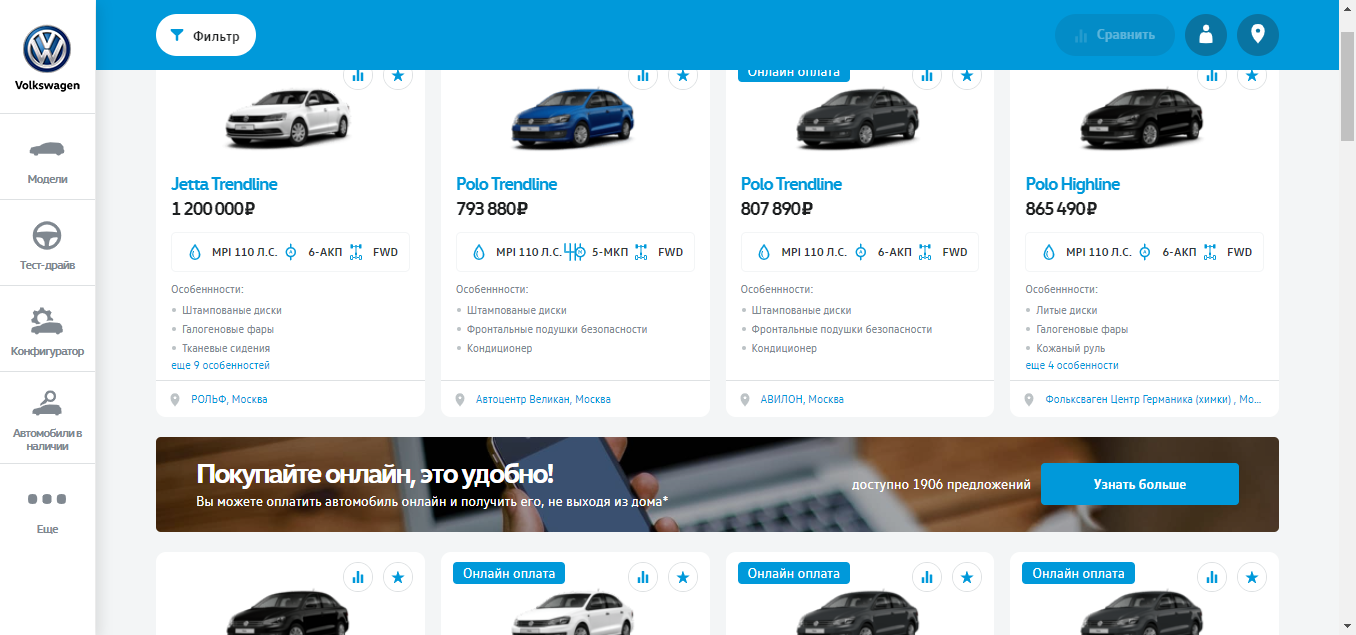 Volkswagen
Модели
Тест-драйв
Конфигуратор
Автомобили в
наличии
Еще
Фильтр
Сравнить
Онлайн оплата
Jetta Trendline
1 200 000₽
MPI 110 Л.С. 6-АКП FWD
Особеннности:
Штампованые диски
Галогеновые фары
Тканевые сидения
еще 9 особенностей
РОЛЬФ, Москва
Polo Trendline
793 880₽
MPI 110 Л.С. 5-МКП FWD
Особеннности:
Штампованые диски
Фронтальные подушки безопасности
Кондиционер
Автоцентр Великан, Москва
Polo Trendline
807 890₽
MPI 110 Л.С. 6-АКП FWD
Особеннности:
Штампованые диски
Фронтальные подушки безопасности
Кондиционер
АВИЛОН, Москва
Polo Highline
865 490₽
MPI 110 Л.С. 6-АКП FWD
Особеннности:
Литые диски
Галогеновые фары
Кожаный руль
еще 4 особенности
Фольксваген Центр Германика (химки) , Мо...
Покупайте онлайн, это удобно!
Вы можете оплатить автомобиль онлайн и получить его, не выходя из дома*
доступно 1906 предложений
Узнать больше
Онлайн оплата
Онлайн оплата
Онлайн оплата